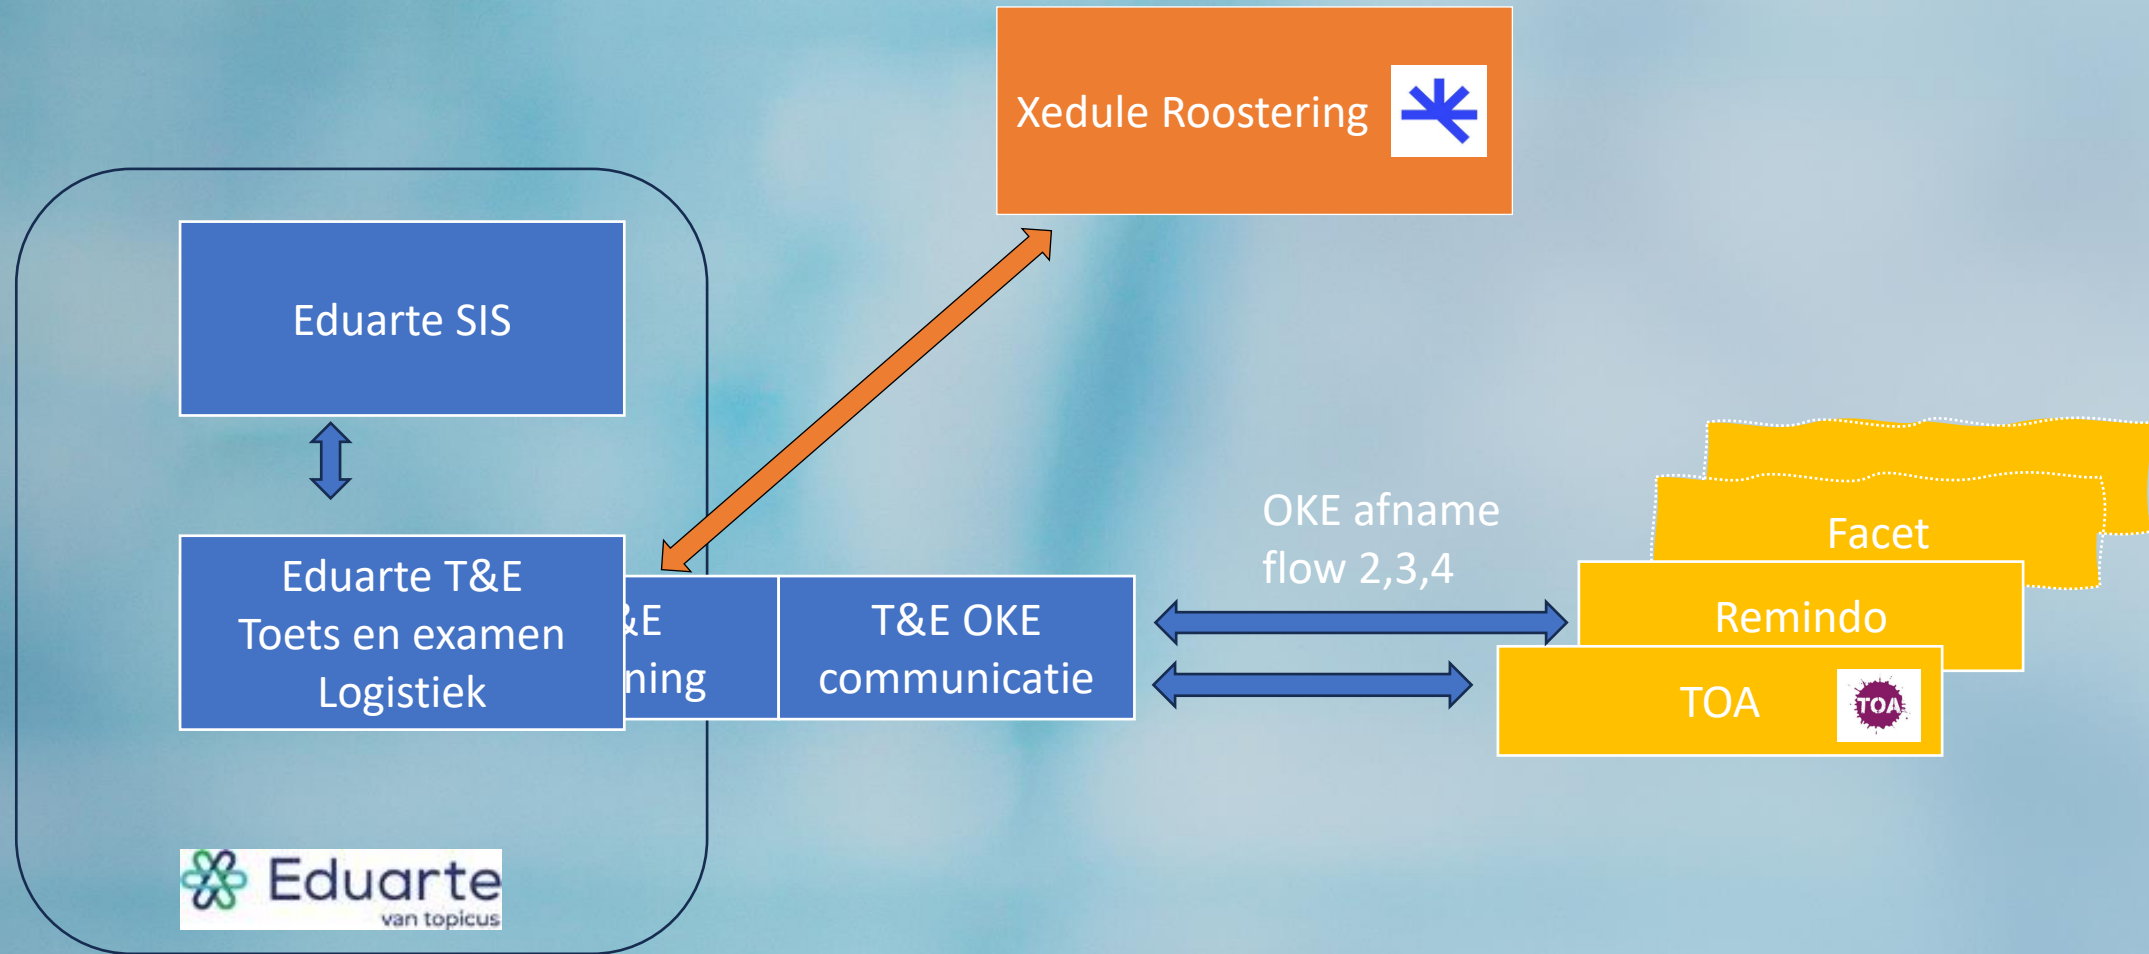 Xedule Roostering
Eduarte SIS
Eduarte T&E
Toets en examen
Logistiek
&E
ning
T&E OKE
communicatie
OKE afname
flow 2,3,4
Facet
Remindo
TOA
TOA
Eduarte
van topicus